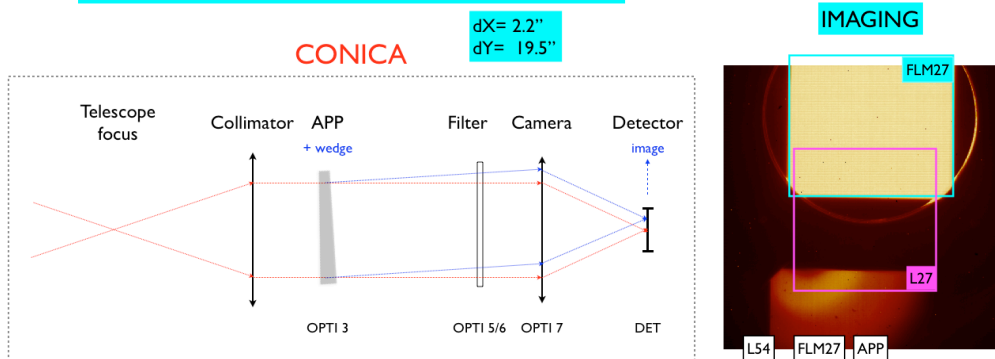 dX= 2.2”
dY= 19.5”
IMAGING
CONICA
FLM27
Telescope
focus
Collimator
APP
+ wedge
Filter
Camera
Detector
image
L27
OPTI 3
OPTI 5/6
OPTI 7
DET
L54
FLM27
APP